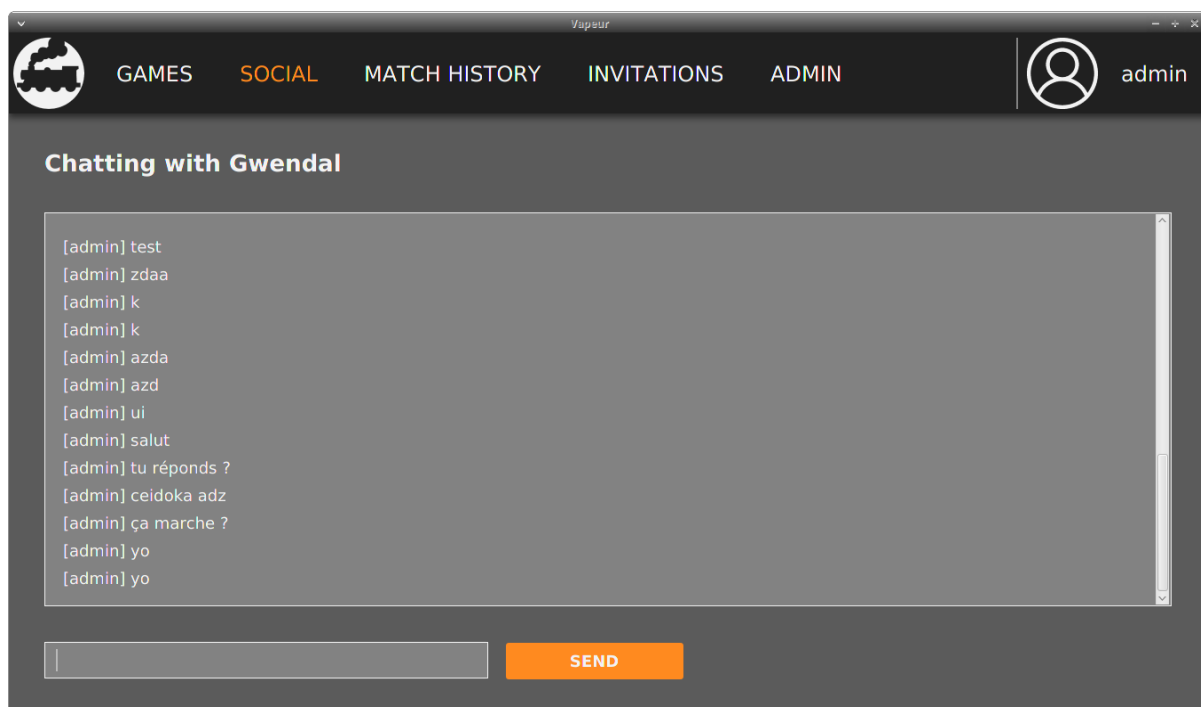 Vapeur
GAMES SOCIAL MATCH HISTORY INVITATIONS ADMIN admin
Chatting with Gwendal
[admin] test
[admin] zdaa
[admin] k
[admin] k
[admin] azda
[admin] azd
[admin] ui
[admin] salut
[admin] tu réponds ?
[admin] ceidoka adz
[admin] ça marche ?
[admin] yo
[admin] yo
SEND